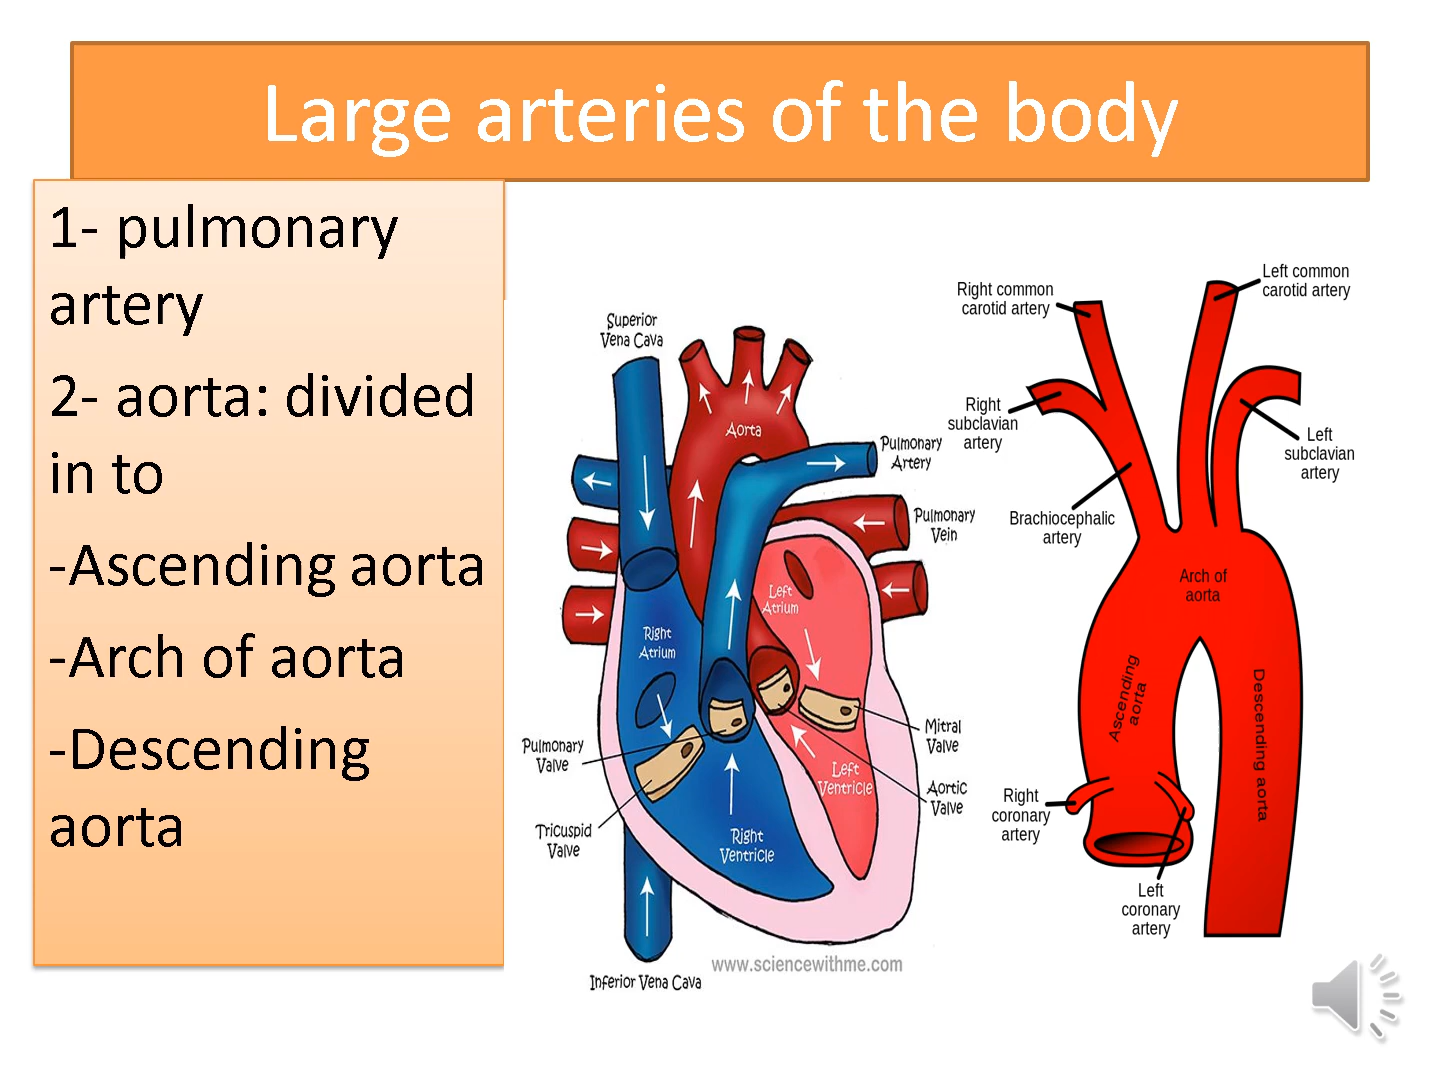 Large arteries of the body
1- pulmonary
artery
2- aorta: divided
in to
-Ascending aorta
-Arch of aorta
-Descending
aorta
Superior
Vena Cava
Aorta
Pulmonary
Artery
Pulmonary
Vein
Left
Atrium
Right
Atrium
Mitral
Valve
Pulmonary
Valve
Left
Ventricle
Aortic
Valve
Tricuspid
Valve
Right
Ventricle
Inferior Vena Cava
www.sciencewithme.com
Right common
carotid artery
Left common
carotid artery
Right
subclavian
artery
Left
subclavian
artery
Brachiocephalic
artery
Arch of
aorta
Ascending
aorta
Descending aorta
Right
coronary
artery
Left
coronary
artery